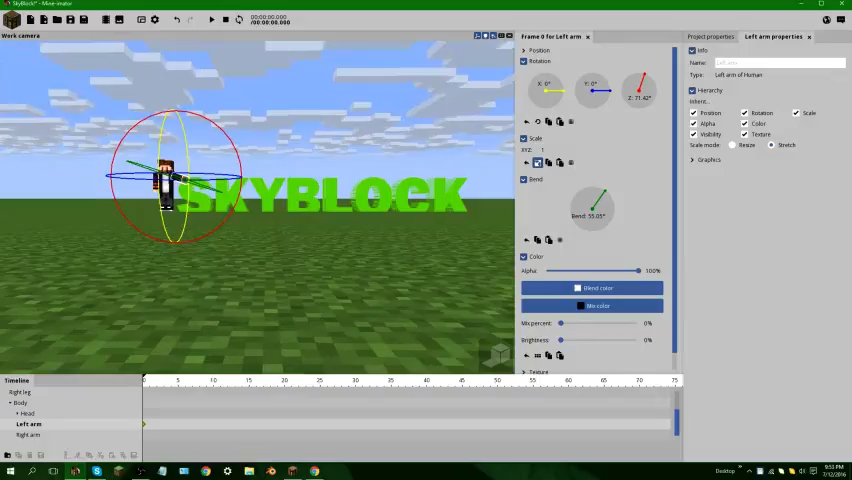 SkyBlock!* - Mine-imator
00:00:00.000
/00:00:00.000
Work camera
SKYBLOCK
Frame 0 for Left arm
Position
Rotation
X: 0°
Y: 0°
Z: 71.42°
Scale
XYZ: 1
Bend
Bend: 55.05°
Color
Alpha: 100%
Blend color
Mix color
Mix percent: 0%
Brightness: 0%
Texture
Project properties
Left arm properties
Info
Name: Left arm
Type: Left arm of Human
Hierarchy
Inherit...
Position Rotation Scale
Alpha Color
Visibility Texture
Scale mode: Resize Stretch
Graphics
Timeline
0 5 10 15 20 25 30 35 40 45 50 55 60 65 70 75
Right leg
Body
Head
Left arm
Right arm
Desktop
9:53 PM
7/12/2016